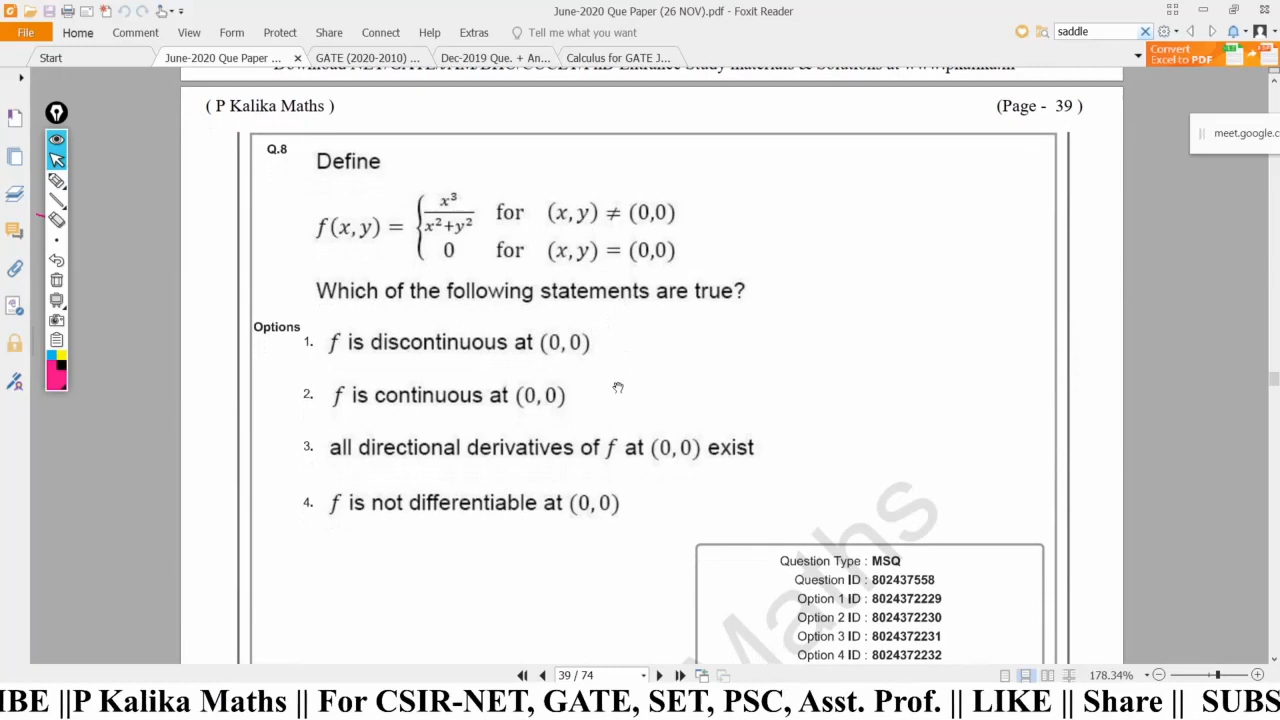 June-2020 Que Paper (26 NOV).pdf - Foxit Reader
File Home Comment View Form Protect Share Connect Help Extras Tell me what you want saddle
Convert
Excel to PDF
Start June-2020 Que Paper ... GATE (2020-2010) ... Dec-2019 Que. + An... Calculus for GATE J...
( P Kalika Maths ) (Page - 39 )
meet.google.c
Q.8
Define
f(x,y) = { x³/(x²+y²) for (x,y) ≠ (0,0)
0 for (x,y) = (0,0)
Which of the following statements are true?
Options
1. f is discontinuous at (0,0)
2. f is continuous at (0,0)
3. all directional derivatives of f at (0,0) exist
4. f is not differentiable at (0,0)
Maths
Question Type : MSQ
Question ID : 802437558
Option 1 ID : 8024372229
Option 2 ID : 8024372230
Option 3 ID : 8024372231
Option 4 ID : 8024372232
39 / 74 178.34%
IBE ||P Kalika Maths || For CSIR-NET, GATE, SET, PSC, Asst. Prof. || LIKE || Share || SUBS